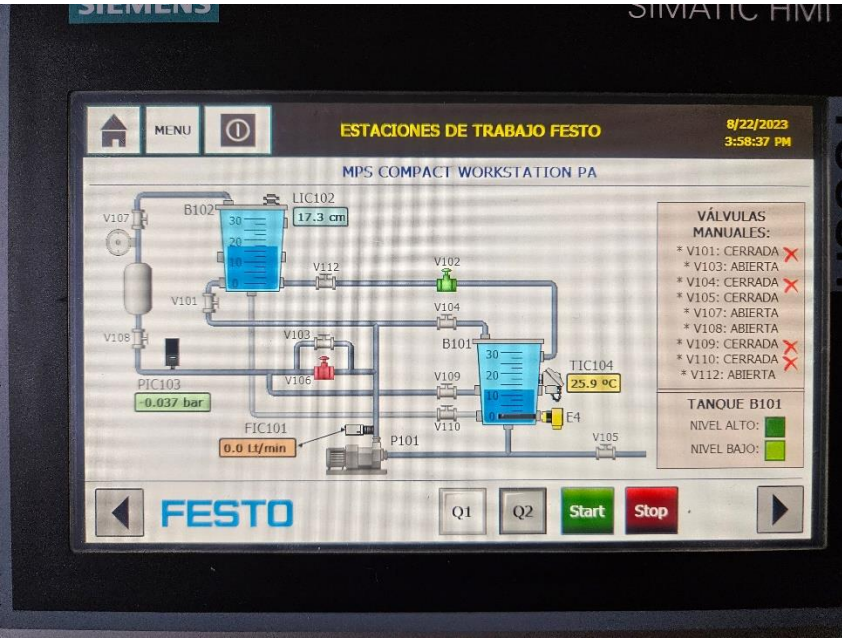 SIEMENS
SIMATIC HMI
MENU
ESTACIONES DE TRABAJO FESTO
8/22/2023
3:58:37 PM
MPS COMPACT WORKSTATION PA
V107
B102
LIC102
17.3 cm
30
20
10
0
V112
V102
V101
V104
V108
V103
B101
V106
PIC103
-0.037 bar
30
20
10
0
TIC104
25.9 ºC
V109
V110
E4
FIC101
0.0 Lt/min
P101
V105
VÁLVULAS
MANUALES:
* V101: CERRADA
* V103: ABIERTA
* V104: CERRADA
* V105: CERRADA
* V107: ABIERTA
* V108: ABIERTA
* V109: CERRADA
* V110: CERRADA
* V112: ABIERTA
TANQUE B101
NIVEL ALTO:
NIVEL BAJO:
FESTO
Q1
Q2
Start
Stop